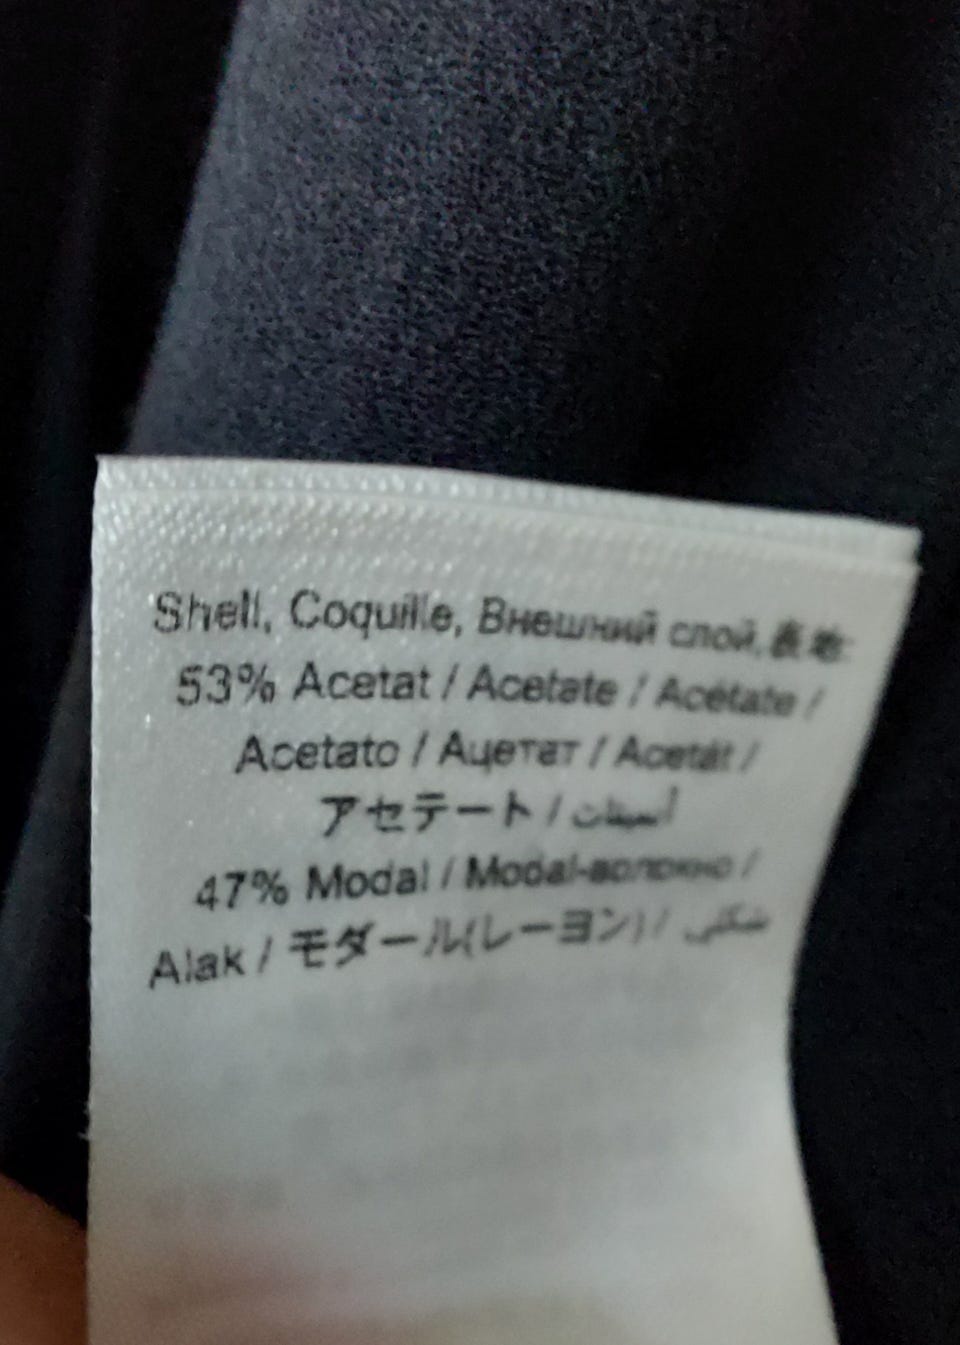 Shell, Coquille, Внешний слой, 表地:
53% Acetat / Acetate / Acétate /
Acetato / Ацетат / Acetát /
アセテート / أسيتات
47% Modal / Modal-волокно /
Alak / モダール(レーヨン) / شكلي